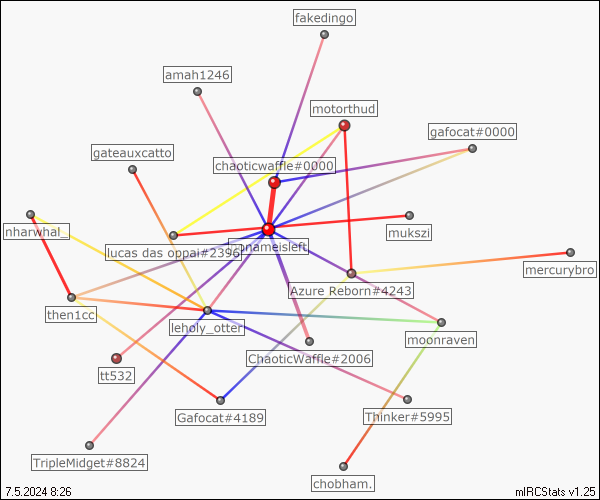 fakedingo
amah1246
motorthud
gafocat#0000
gateauxcatto
chaoticwaffle#0000
nharwhal_
mukszi
nameisleft
lucas das oppai#2396
mercurybro
Azure Reborn#4243
then1cc
leholy_otter
moonraven
ChaoticWaffle#2006
tt532
Gafocat#4189
Thinker#5995
TripleMidget#8824
chobham.
7.5.2024 8:26
mIRCStats v1.25